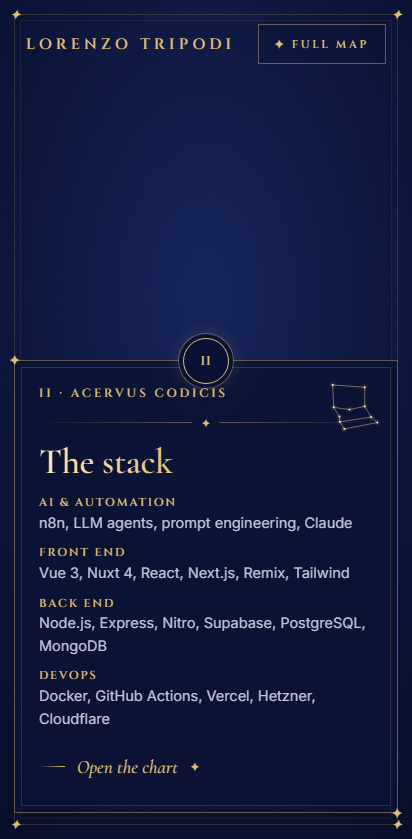 LORENZO TRIPODI
✦ FULL MAP
II
II · ACERVUS CODICIS
The stack
AI & AUTOMATION
n8n, LLM agents, prompt engineering, Claude
FRONT END
Vue 3, Nuxt 4, React, Next.js, Remix, Tailwind
BACK END
Node.js, Express, Nitro, Supabase, PostgreSQL,
MongoDB
DEVOPS
Docker, GitHub Actions, Vercel, Hetzner,
Cloudflare
Open the chart ✦